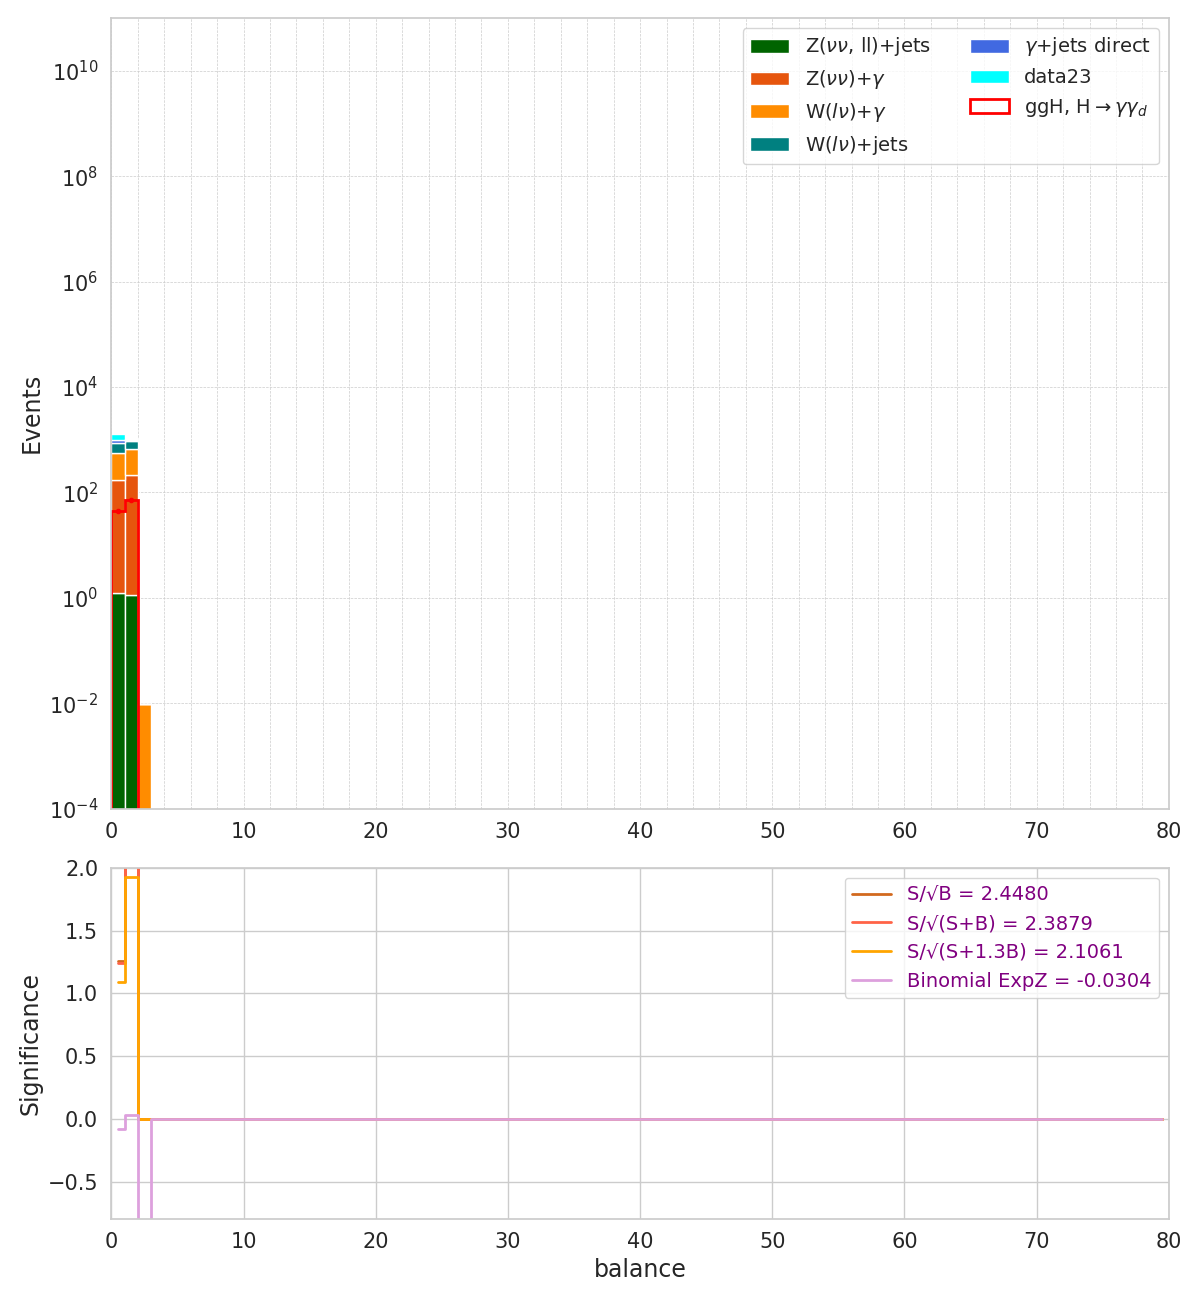 Z(νν, ll)+jets
Z(νν)+γ
W(lν)+γ
W(lν)+jets
γ+jets direct
data23
ggH, H→γγ_d
Events
10^10
10^8
10^6
10^4
10^2
10^0
10^−2
10^−4
0 10 20 30 40 50 60 70 80
Significance
2.0
1.5
1.0
0.5
0.0
−0.5
S/√B = 2.4480
S/√(S+B) = 2.3879
S/√(S+1.3B) = 2.1061
Binomial ExpZ = -0.0304
0 10 20 30 40 50 60 70 80
balance